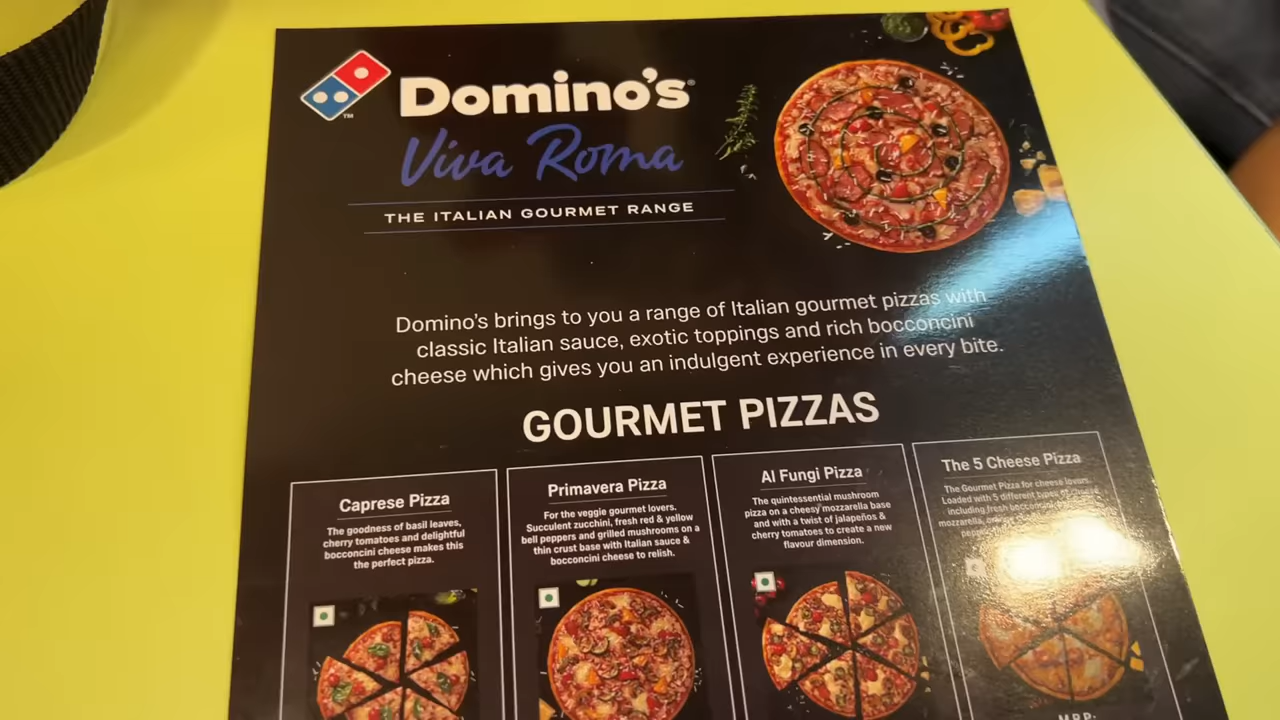 Domino's®
TM
Viva Roma
THE ITALIAN GOURMET RANGE
Domino's brings to you a range of Italian gourmet pizzas with
classic Italian sauce, exotic toppings and rich bocconcini
cheese which gives you an indulgent experience in every bite.
GOURMET PIZZAS
Caprese Pizza
The goodness of basil leaves,
cherry tomatoes and delightful
bocconcini cheese makes this
the perfect pizza.
Primavera Pizza
For the veggie gourmet lovers.
Succulent zucchini, fresh red & yellow
bell peppers and grilled mushrooms on a
thin crust base with Italian sauce &
bocconcini cheese to relish.
Al Fungi Pizza
The quintessential mushroom
pizza on a cheesy mozzarella base
and with a twist of jalapeños &
cherry tomatoes to create a new
flavour dimension.
The 5 Cheese Pizza
The Gourmet Pizza for cheese lovers.
Loaded with 5 different types of
including fresh
mozzarella,
M.R.P.